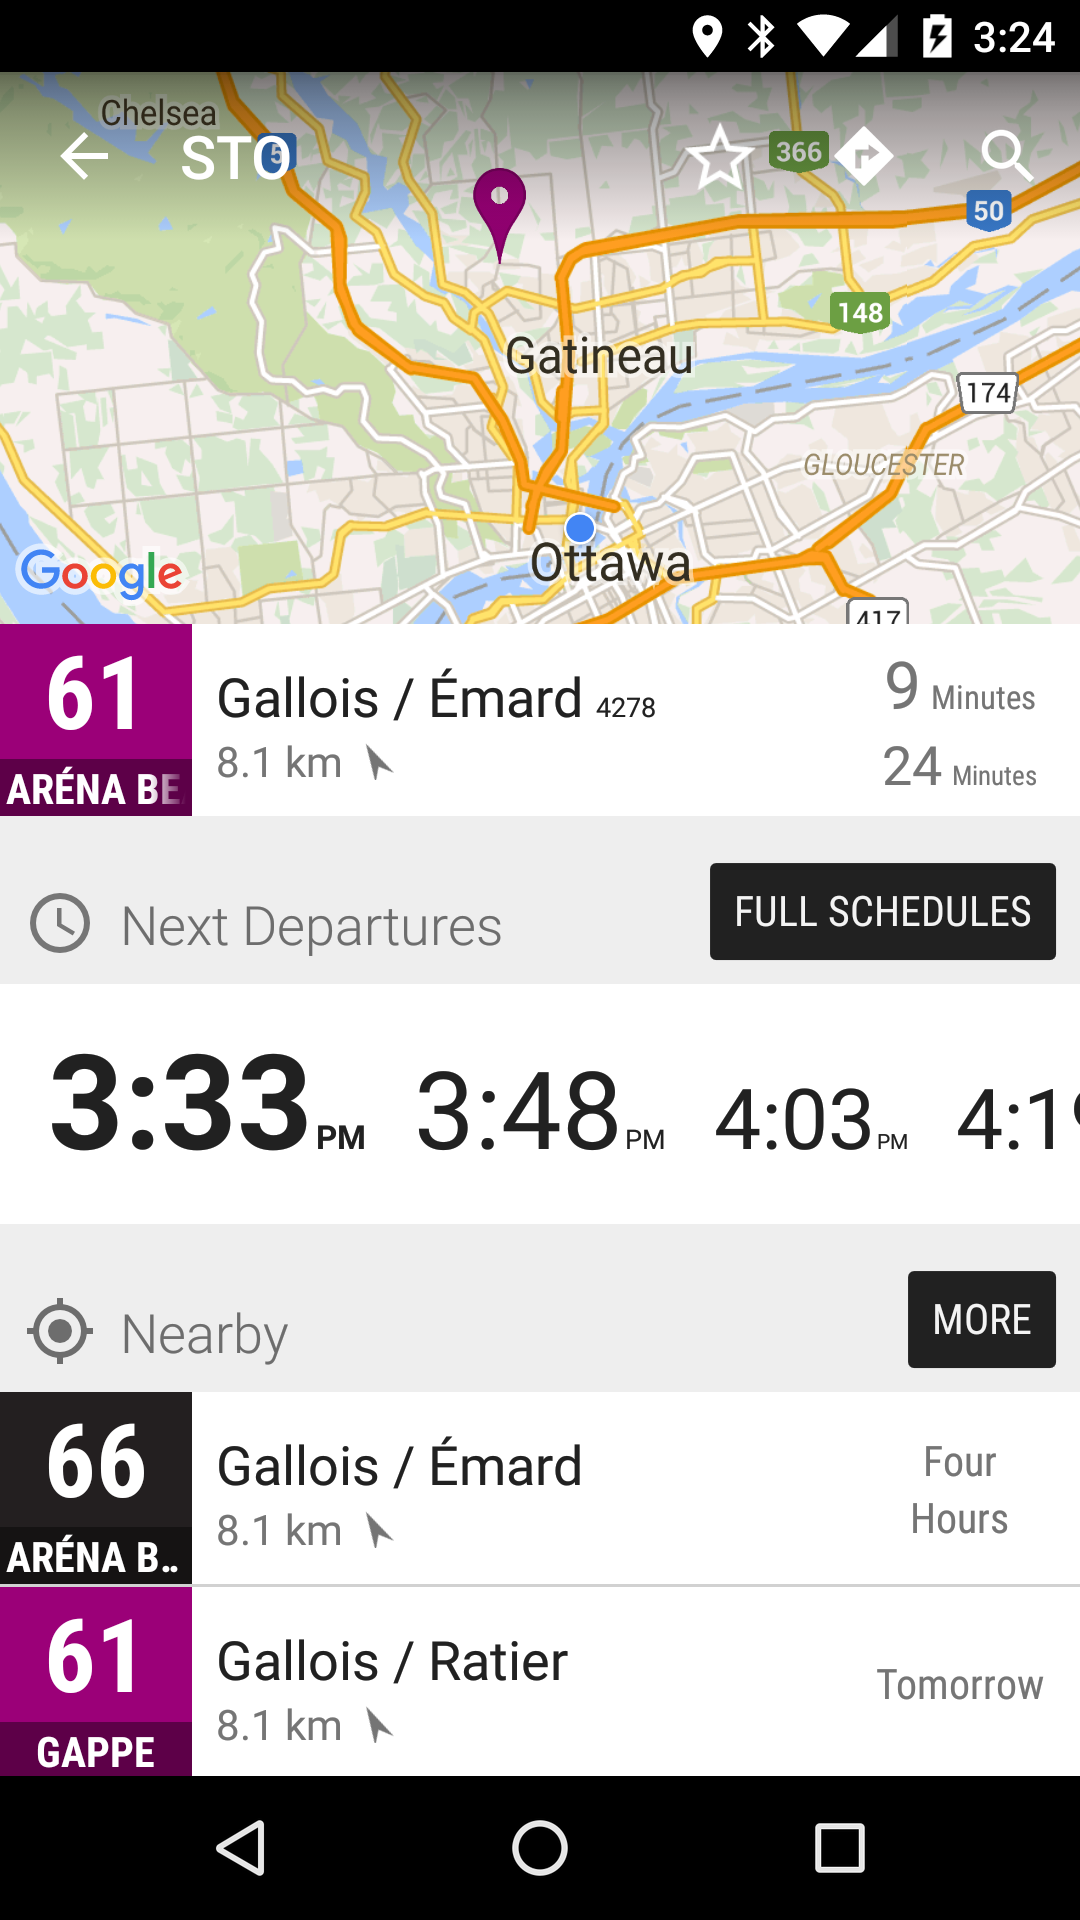 3:24
Chelsea
STO
5
366
50
148
Gatineau
174
GLOUCESTER
Google
Ottawa
417
61
ARÉNA BE
Gallois / Émard 4278
8.1 km
9 Minutes
24 Minutes
Next Departures
FULL SCHEDULES
3:33 PM 3:48 PM 4:03 PM 4:19
Nearby
MORE
66
ARÉNA B..
Gallois / Émard
8.1 km
Four
Hours
61
GAPPE
Gallois / Ratier
8.1 km
Tomorrow